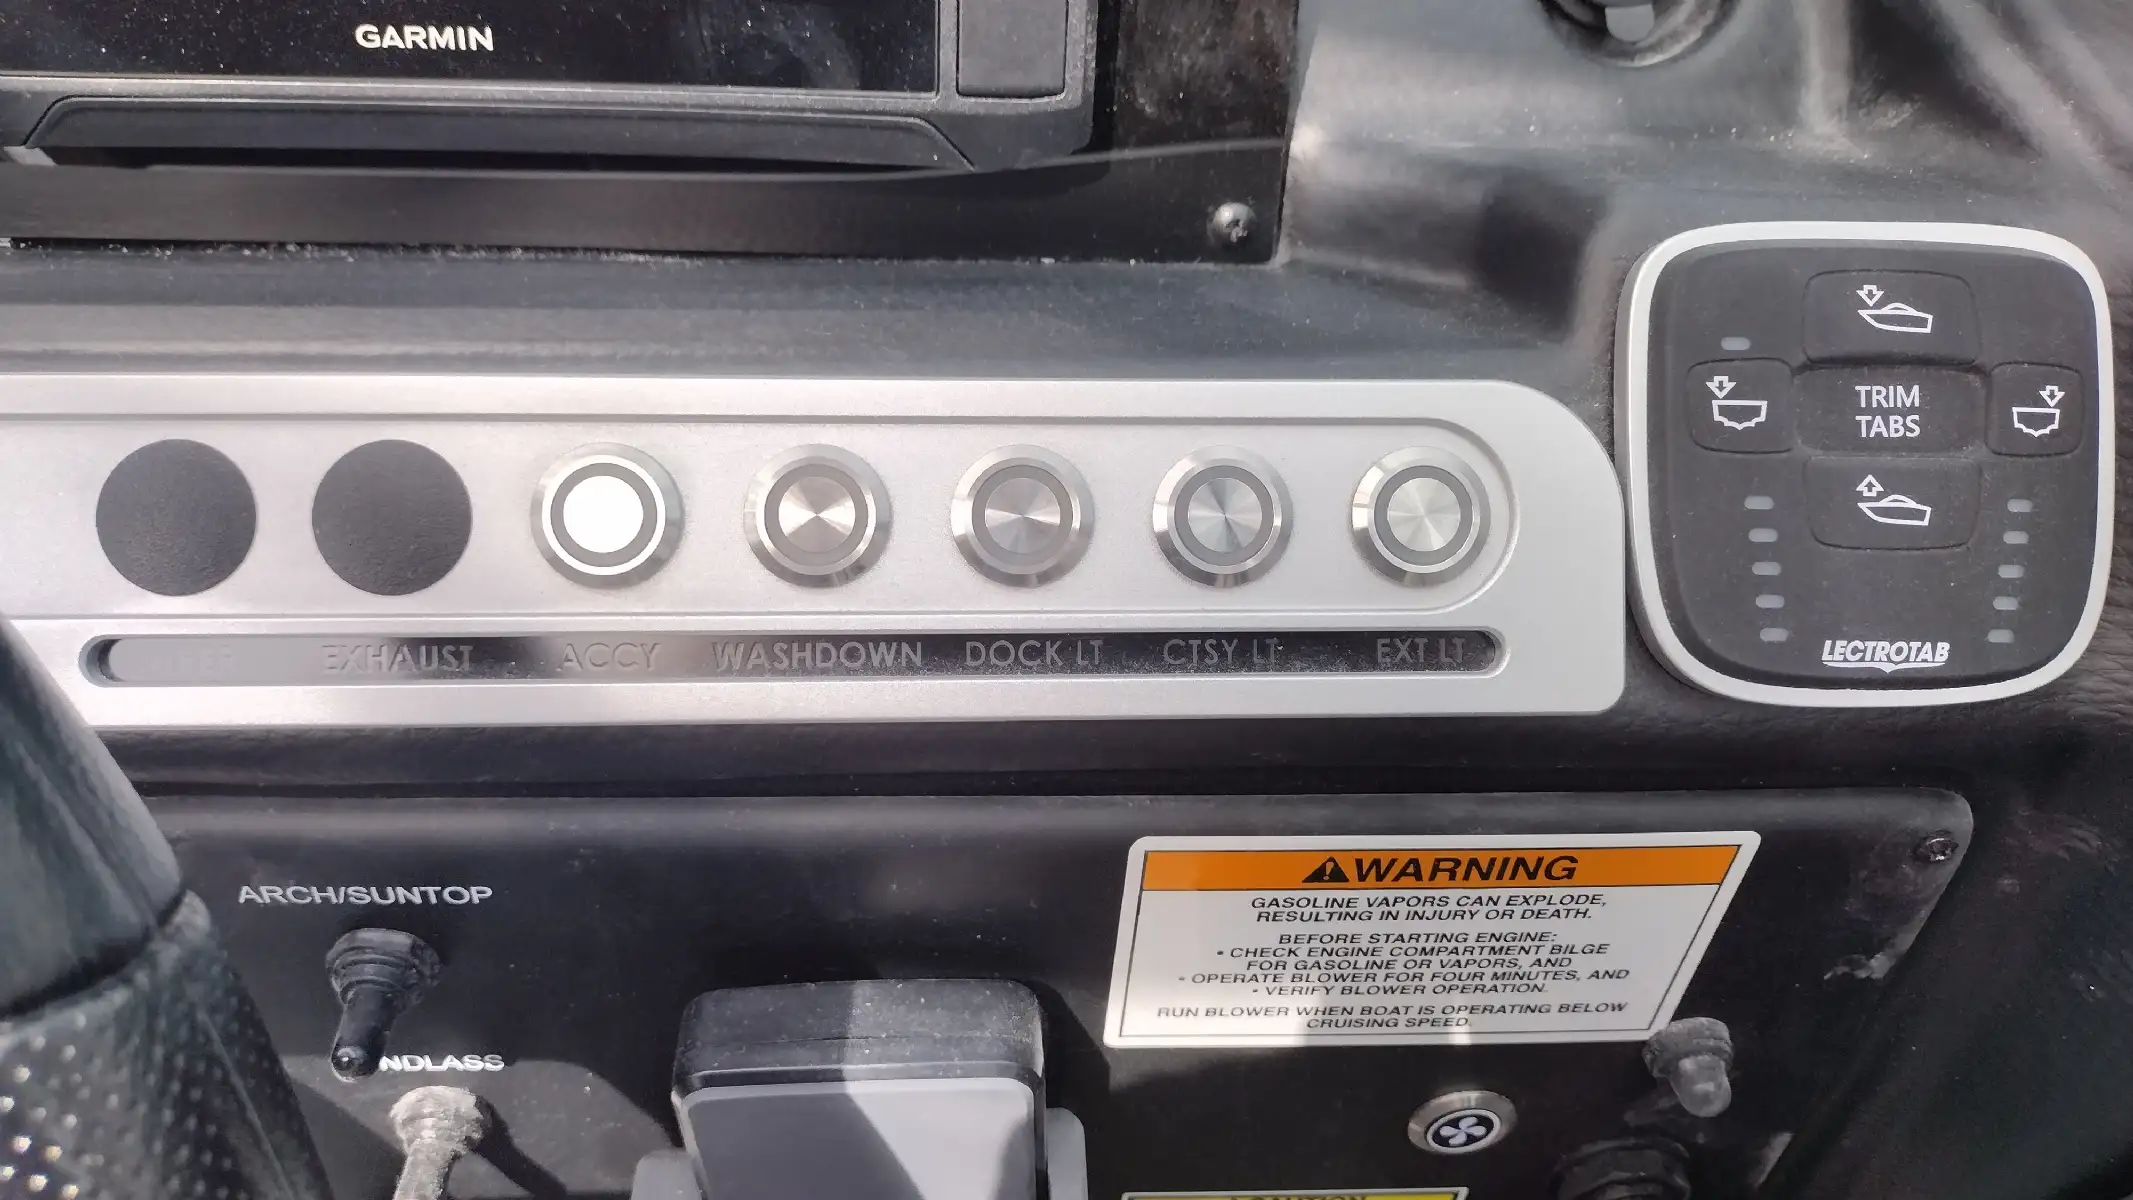 GARMIN
TRIM
TABS
LECTROTAB
EXHAUST ACCY WASHDOWN DOCK LT CTSY LT EXT LT
ARCH/SUNTOP
NDLASS
WARNING
GASOLINE VAPORS CAN EXPLODE,
RESULTING IN INJURY OR DEATH.
BEFORE STARTING ENGINE:
• CHECK ENGINE COMPARTMENT BILGE
FOR GASOLINE OR VAPORS, AND
• OPERATE BLOWER FOR FOUR MINUTES, AND
• VERIFY BLOWER OPERATION.
RUN BLOWER WHEN BOAT IS OPERATING BELOW
CRUISING SPEED.